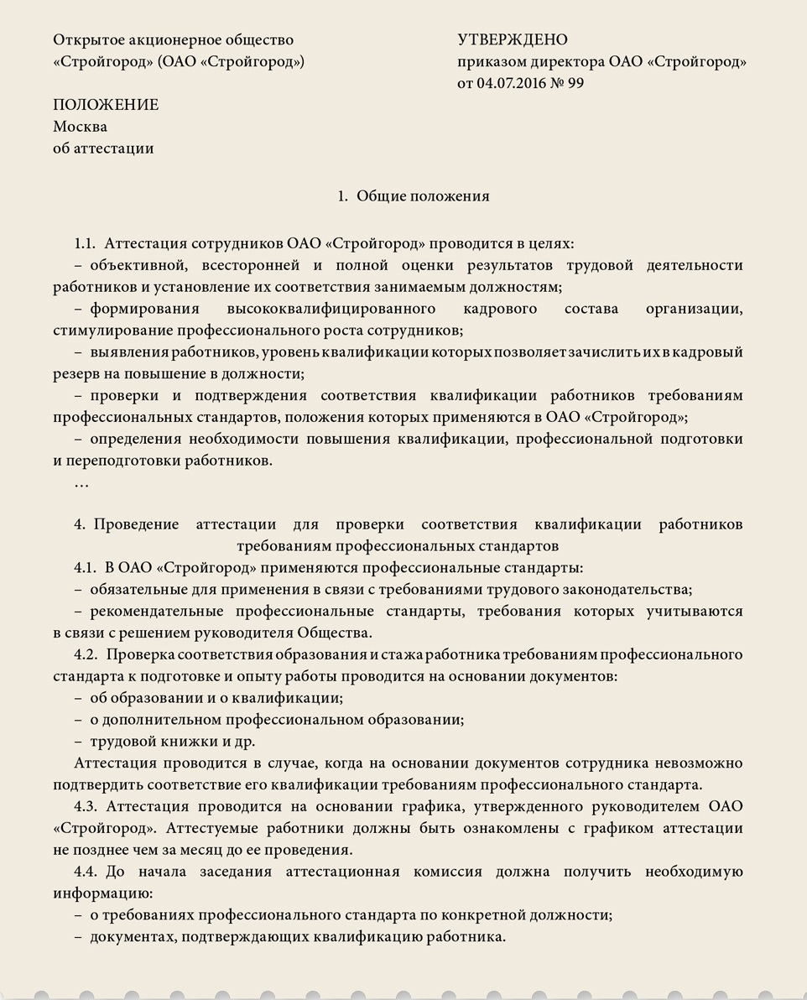 Открытое акционерное общество
«Стройгород» (ОАО «Стройгород»)
УТВЕРЖДЕНО
приказом директора ОАО «Стройгород»
от 04.07.2016 № 99
ПОЛОЖЕНИЕ
Москва
об аттестации
1. Общие положения
1.1. Аттестация сотрудников ОАО «Стройгород» проводится в целях:
– объективной, всесторонней и полной оценки результатов трудовой деятельности
работников и установление их соответствия занимаемым должностям;
– формирования высококвалифицированного кадрового состава организации,
стимулирование профессионального роста сотрудников;
– выявления работников, уровень квалификации которых позволяет зачислить их в кадровый
резерв на повышение в должности;
– проверки и подтверждения соответствия квалификации работников требованиям
профессиональных стандартов, положения которых применяются в ОАО «Стройгород»;
– определения необходимости повышения квалификации, профессиональной подготовки
и переподготовки работников.
…
4. Проведение аттестации для проверки соответствия квалификации работников
требованиям профессиональных стандартов
4.1. В ОАО «Стройгород» применяются профессиональные стандарты:
– обязательные для применения в связи с требованиями трудового законодательства;
– рекомендательные профессиональные стандарты, требования которых учитываются
в связи с решением руководителя Общества.
4.2. Проверка соответствия образования и стажа работника требованиям профессионального
стандарта к подготовке и опыту работы проводится на основании документов:
– об образовании и о квалификации;
– о дополнительном профессиональном образовании;
– трудовой книжки и др.
Аттестация проводится в случае, когда на основании документов сотрудника невозможно
подтвердить соответствие его квалификации требованиям профессионального стандарта.
4.3. Аттестация проводится на основании графика, утвержденного руководителем ОАО
«Стройгород». Аттестуемые работники должны быть ознакомлены с графиком аттестации
не позднее чем за месяц до ее проведения.
4.4. До начала заседания аттестационная комиссия должна получить необходимую
информацию:
– о требованиях профессионального стандарта по конкретной должности;
– документах, подтверждающих квалификацию работника.